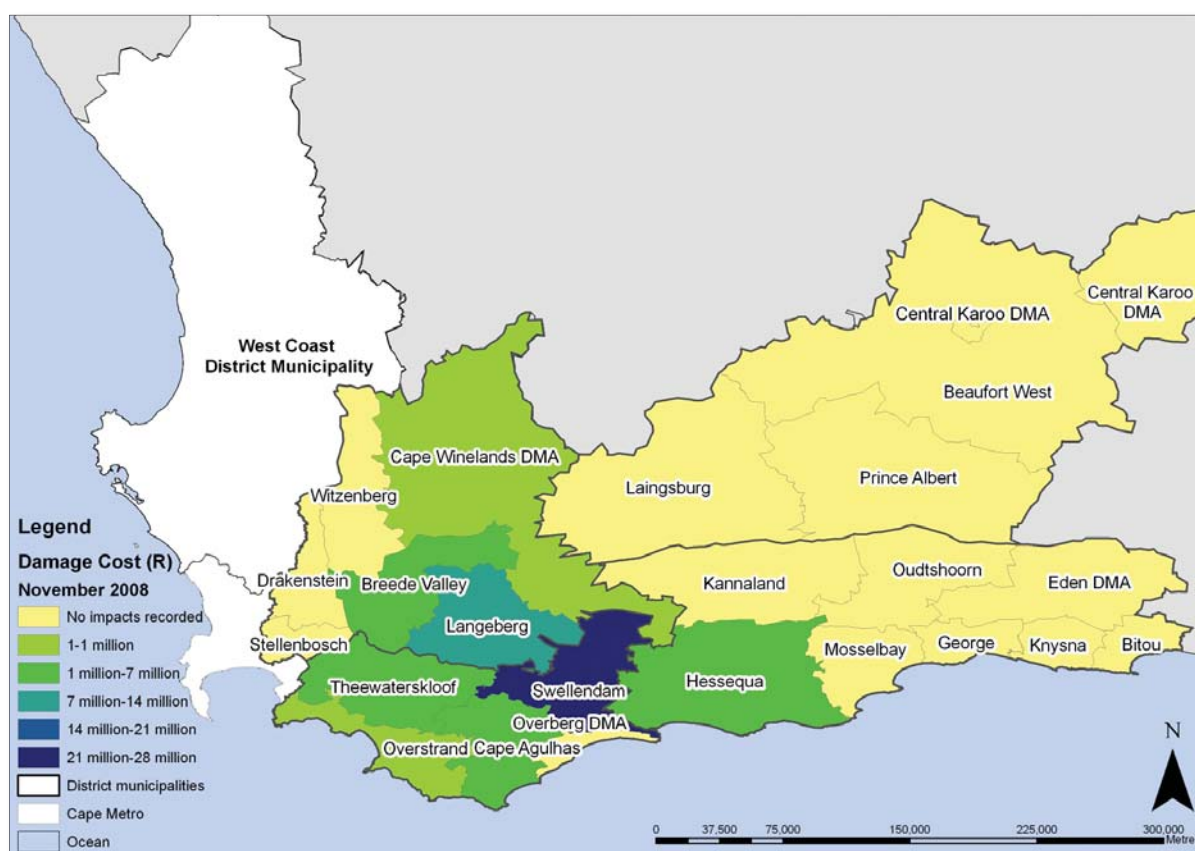 West Coast
District Municipality
Central Karoo DMA
Central Karoo
DMA
Beaufort West
Cape Winelands DMA
Laingsburg
Prince Albert
Witzenberg
Drakenstein
Breede Valley
Kannaland
Oudtshoorn
Eden DMA
Stellenbosch
Langeberg
Mosselbay
George
Knysna
Bitou
Theewaterskloof
Swellendam
Hessequa
Overberg DMA
Overstrand
Cape Agulhas
Legend
Damage Cost (R)
November 2008
No impacts recorded
1-1 million
1 million-7 million
7 million-14 million
14 million-21 million
21 million-28 million
District municipalities
Cape Metro
Ocean
N
0 37,500 75,000 150,000 225,000 300,000
Metre